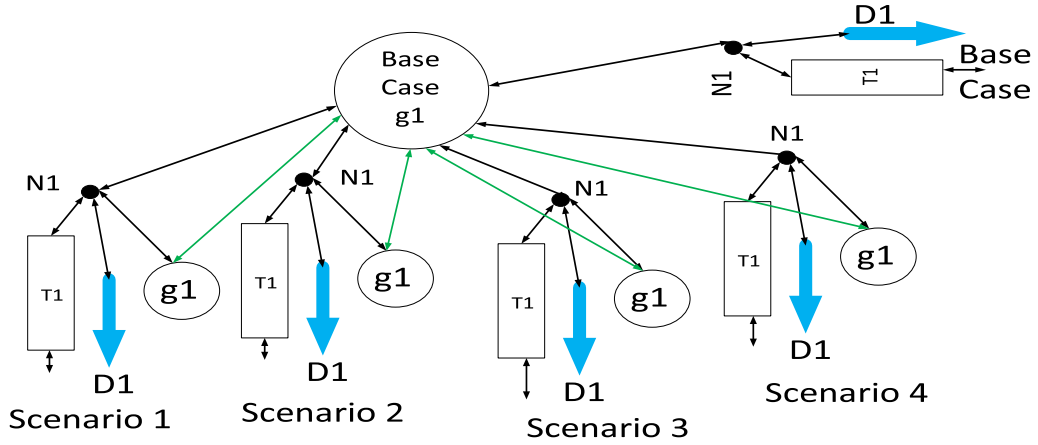 D1
Base
Case
g1
N1
T1
Base
Case
N1
T1
D1
g1
Scenario 1
N1
T1
D1
g1
Scenario 2
N1
T1
D1
g1
Scenario 3
N1
T1
D1
g1
Scenario 4